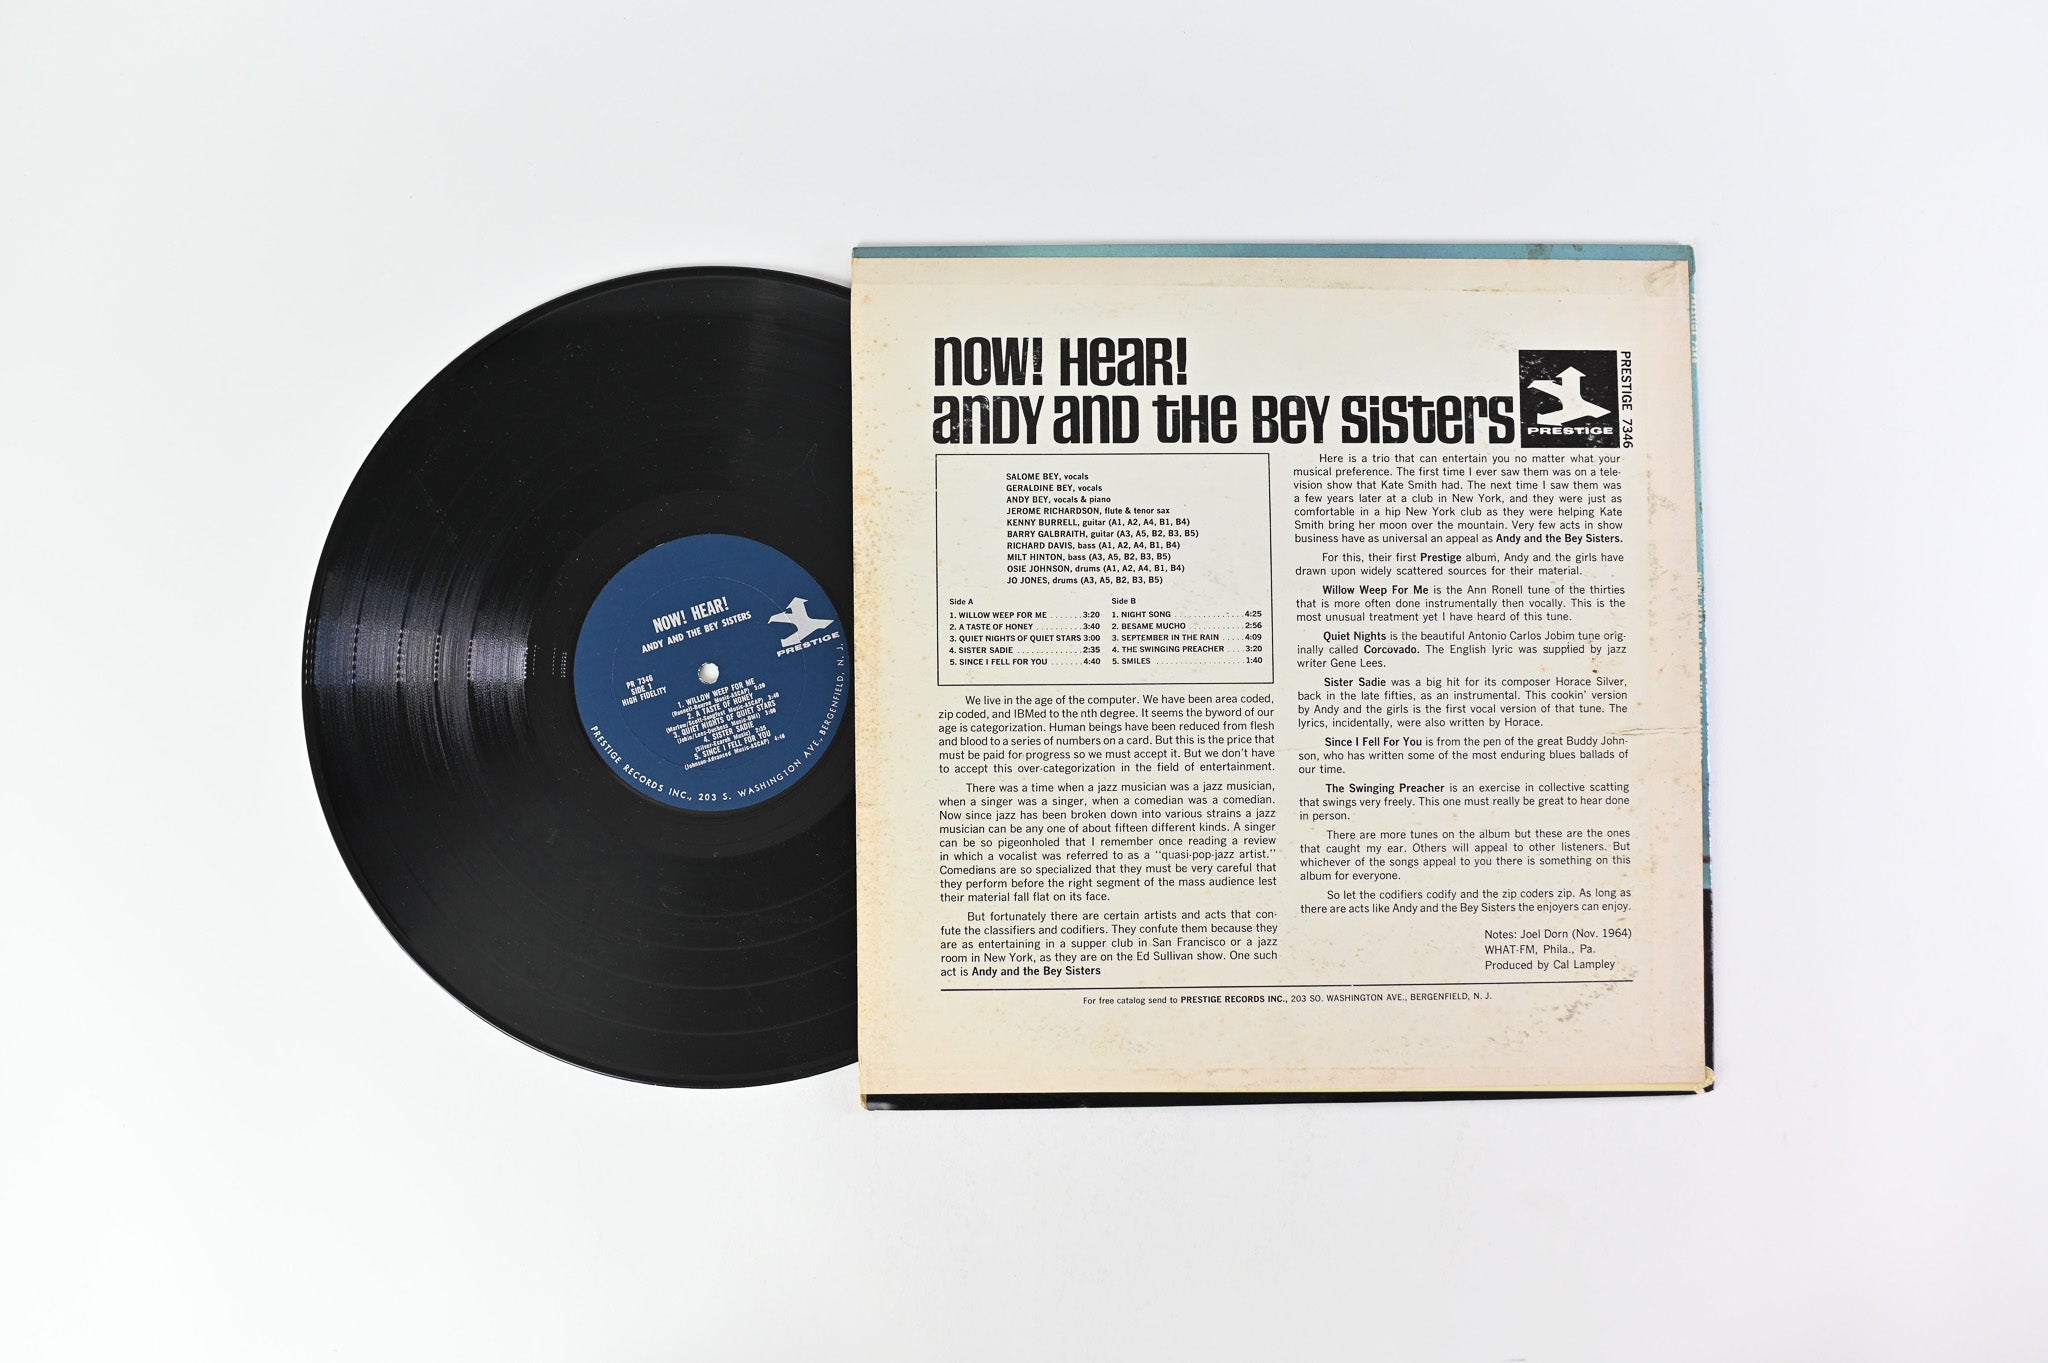 NOW! HEAR!
ANDY AND THE BEY SISTERS
PRESTIGE
PR 7346
SIDE 1
HIGH FIDELITY
1. WILLOW WEEP FOR ME
(Ronell-Bourne Music-ASCAP) 3:20
2. A TASTE OF HONEY
(Marlow/Scott-Songfest Music-ASCAP) 3:40
3. QUIET NIGHTS OF QUIET STARS
(Jobim/Lees-Duchess Music-BMI) 3:00
4. SISTER SADIE
(Silver-Ecaroh Music) 2:35
5. SINCE I FELL FOR YOU
(Johnson-Advanced Music-ASCAP) 4:40
PRESTIGE RECORDS INC., 203 S. WASHINGTON AVE., BERGENFIELD, N. J.
NOW! HEAR!
ANDY AND THE BEY SISTERS
PRESTIGE
PRESTIGE 7346
SALOME BEY, vocals
GERALDINE BEY, vocals
ANDY BEY, vocals & piano
JEROME RICHARDSON, flute & tenor sax
KENNY BURRELL, guitar (A1, A2, A4, B1, B4)
BARRY GALBRAITH, guitar (A3, A5, B2, B3, B5)
RICHARD DAVIS, bass (A1, A2, A4, B1, B4)
MILT HINTON, bass (A3, A5, B2, B3, B5)
OSIE JOHNSON, drums (A1, A2, A4, B1, B4)
JO JONES, drums (A3, A5, B2, B3, B5)
Side A
1. WILLOW WEEP FOR ME ....... 3:20
2. A TASTE OF HONEY .......... 3:40
3. QUIET NIGHTS OF QUIET STARS 3:00
4. SISTER SADIE .............. 2:35
5. SINCE I FELL FOR YOU ....... 4:40
Side B
1. NIGHT SONG ............... 4:25
2. BESAME MUCHO ........... 2:56
3. SEPTEMBER IN THE RAIN ..... 4:09
4. THE SWINGING PREACHER .... 3:20
5. SMILES .................. 1:40
We live in the age of the computer. We have been area coded,
zip coded, and IBMed to the nth degree. It seems the byword of our
age is categorization. Human beings have been reduced from flesh
and blood to a series of numbers on a card. But this is the price that
must be paid for progress so we must accept it. But we don't have
to accept this over-categorization in the field of entertainment.
There was a time when a jazz musician was a jazz musician,
when a singer was a singer, when a comedian was a comedian.
Now since jazz has been broken down into various strains a jazz
musician can be any one of about fifteen different kinds. A singer
can be so pigeonholed that I remember once reading a review
in which a vocalist was referred to as a "quasi-pop-jazz artist."
Comedians are so specialized that they must be very careful that
they perform before the right segment of the mass audience lest
their material fall flat on its face.
But fortunately there are certain artists and acts that con-
fute the classifiers and codifiers. They confute them because they
are as entertaining in a supper club in San Francisco or a jazz
room in New York, as they are on the Ed Sullivan show. One such
act is Andy and the Bey Sisters
Here is a trio that can entertain you no matter what your
musical preference. The first time I ever saw them was on a tele-
vision show that Kate Smith had. The next time I saw them was
a few years later at a club in New York, and they were just as
comfortable in a hip New York club as they were helping Kate
Smith bring her moon over the mountain. Very few acts in show
business have as universal an appeal as Andy and the Bey Sisters.
For this, their first Prestige album, Andy and the girls have
drawn upon widely scattered sources for their material.
Willow Weep For Me is the Ann Ronell tune of the thirties
that is more often done instrumentally then vocally. This is the
most unusual treatment yet I have heard of this tune.
Quiet Nights is the beautiful Antonio Carlos Jobim tune orig-
inally called Corcovado. The English lyric was supplied by jazz
writer Gene Lees.
Sister Sadie was a big hit for its composer Horace Silver,
back in the late fifties, as an instrumental. This cookin' version
by Andy and the girls is the first vocal version of that tune. The
lyrics, incidentally, were also written by Horace.
Since I Fell For You is from the pen of the great Buddy John-
son, who has written some of the most enduring blues ballads of
our time.
The Swinging Preacher is an exercise in collective scatting
that swings very freely. This one must really be great to hear done
in person.
There are more tunes on the album but these are the ones
that caught my ear. Others will appeal to other listeners. But
whichever of the songs appeal to you there is something on this
album for everyone.
So let the codifiers codify and the zip coders zip. As long as
there are acts like Andy and the Bey Sisters the enjoyers can enjoy.
Notes: Joel Dorn (Nov. 1964)
WHAT-FM, Phila., Pa.
Produced by Cal Lampley
For free catalog send to PRESTIGE RECORDS INC., 203 SO. WASHINGTON AVE., BERGENFIELD, N. J.